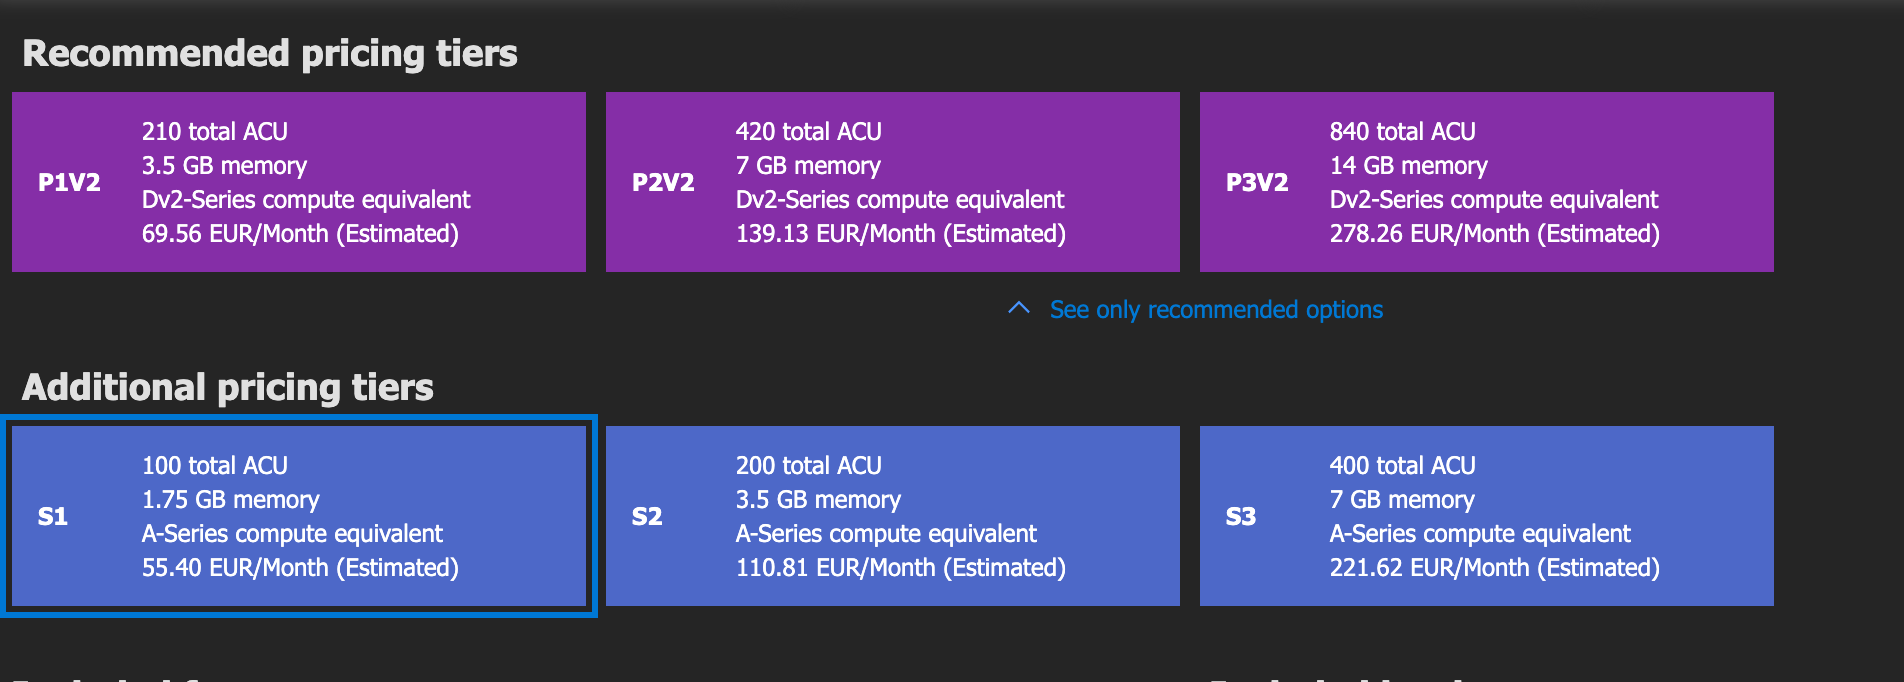 Recommended pricing tiers
P1V2
210 total ACU
3.5 GB memory
Dv2-Series compute equivalent
69.56 EUR/Month (Estimated)
P2V2
420 total ACU
7 GB memory
Dv2-Series compute equivalent
139.13 EUR/Month (Estimated)
P3V2
840 total ACU
14 GB memory
Dv2-Series compute equivalent
278.26 EUR/Month (Estimated)
See only recommended options
Additional pricing tiers
S1
100 total ACU
1.75 GB memory
A-Series compute equivalent
55.40 EUR/Month (Estimated)
S2
200 total ACU
3.5 GB memory
A-Series compute equivalent
110.81 EUR/Month (Estimated)
S3
400 total ACU
7 GB memory
A-Series compute equivalent
221.62 EUR/Month (Estimated)